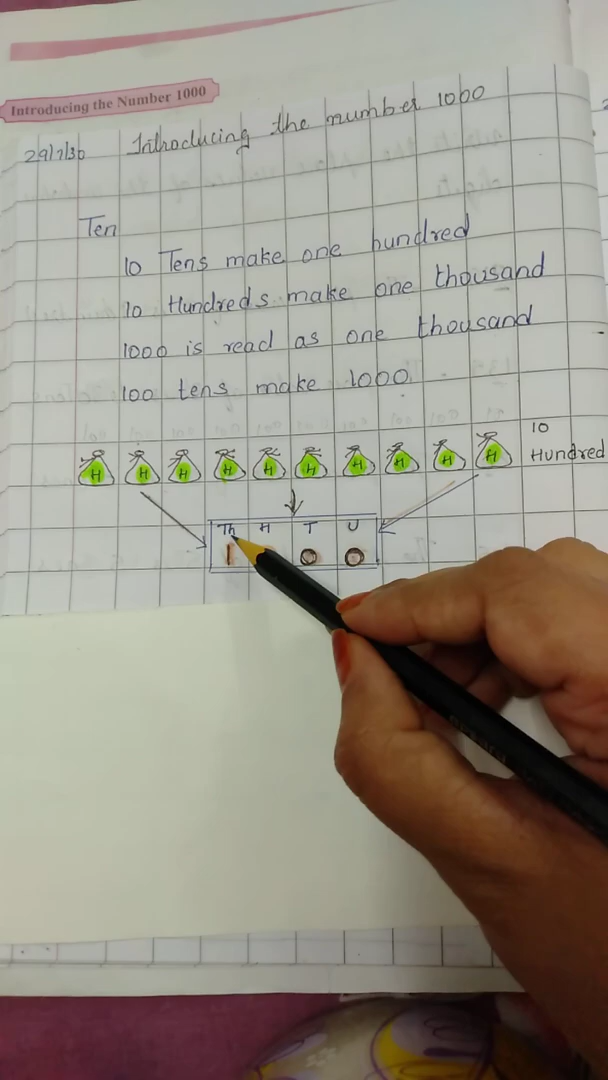 Introducing the Number 1000
29/7/30 Introducing the number 1000
Ten
10 Tens make one hundred
10 Hundreds make one thousand
1000 is read as one thousand
100 tens make 1000
H H H H H H H H H H 10 Hundred
Th H T U
1 0 0